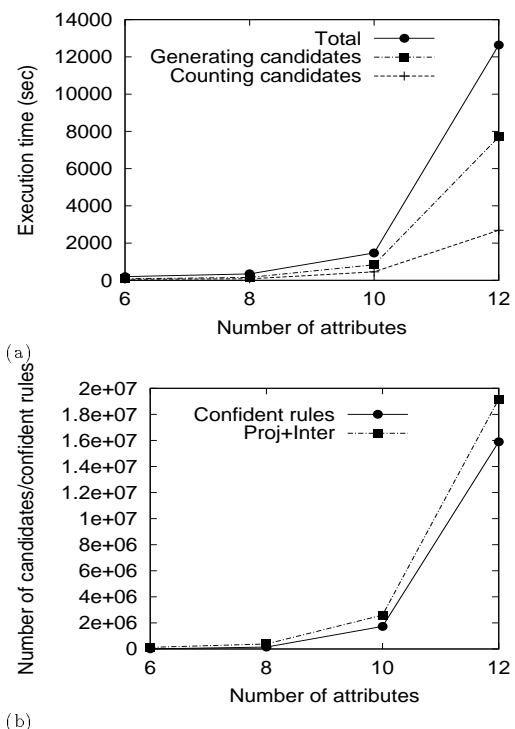 14000
12000
10000
8000
6000
4000
2000
0
Execution time (sec)
Total
Generating candidates
Counting candidates
6 8 10 12
Number of attributes
(a)
2e+07
1.8e+07
1.6e+07
1.4e+07
1.2e+07
1e+07
8e+06
6e+06
4e+06
2e+06
0
Number of candidates/confident rules
Confident rules
Proj+Inter
6 8 10 12
Number of attributes
(b)